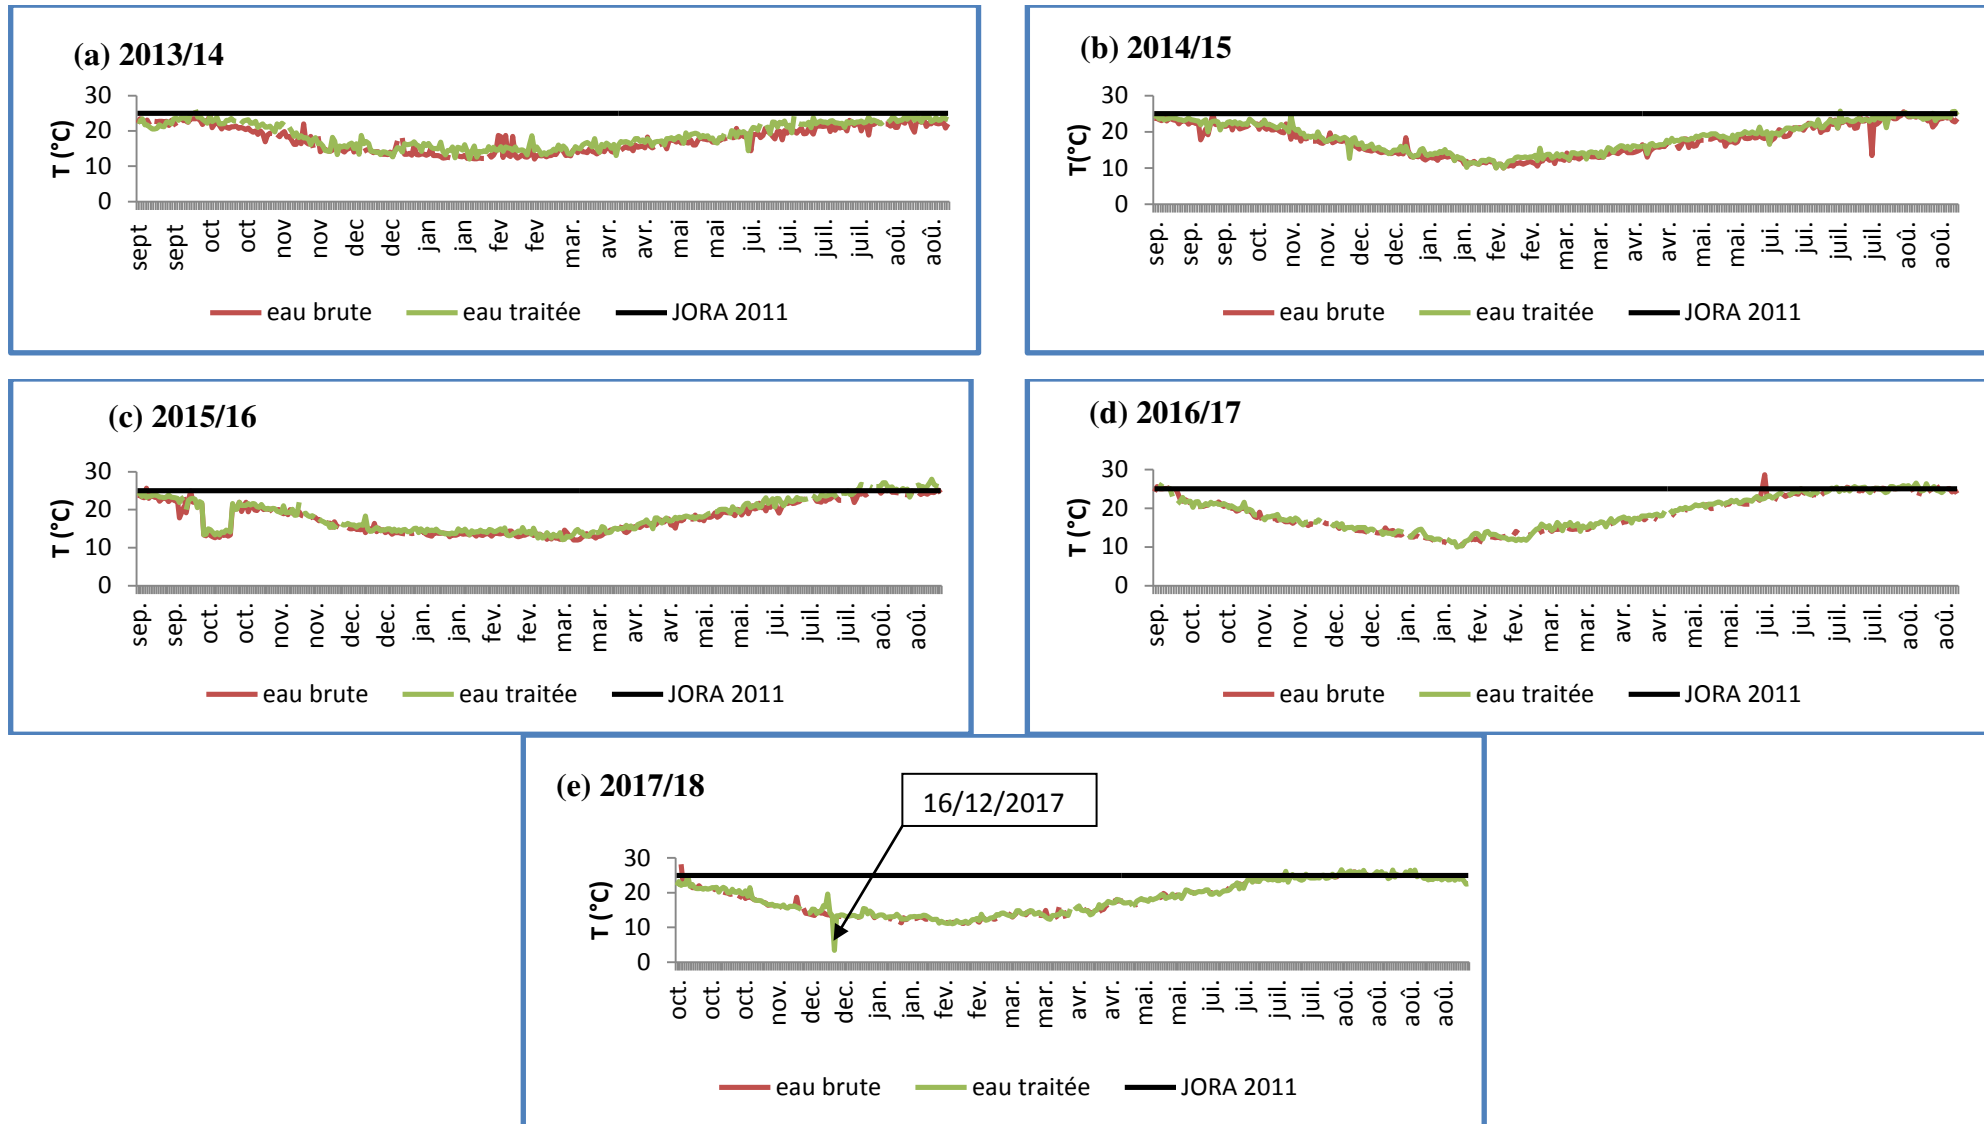 (a) 2013/14
T (°C)
30
20
10
0
sept sept oct oct nov nov dec dec jan jan fev fev mar. avr. avr. mai mai jui. jui. juil. juil. aoû. aoû.
eau brute eau traitée JORA 2011
(b) 2014/15
T(°C)
30
20
10
0
sep. sep. sep. oct. nov. nov. dec. dec. jan. jan. fev. fev. mar. mar. avr. avr. mai. mai. jui. jui. juil. juil. aoû. aoû.
eau brute eau traitée JORA 2011
(c) 2015/16
T (°C)
30
20
10
0
sep. sep. oct. oct. nov. nov. dec. dec. jan. jan. fev. fev. mar. mar. avr. avr. mai. mai. jui. juil. juil. aoû. aoû.
eau brute eau traitée JORA 2011
(d) 2016/17
T (°C)
30
20
10
0
sep. oct. oct. nov. nov. dec. dec. jan. jan. fev. fev. mar. mar. avr. avr. mai. mai. jui. jui. juil. juil. aoû. aoû.
eau brute eau traitée JORA 2011
(e) 2017/18
16/12/2017
T (°C)
30
20
10
0
oct. oct. oct. nov. dec. dec. jan. jan. fev. fev. mar. mar. avr. avr. mai. mai. jui. jui. juil. juil. aoû. aoû. aoû. aoû.
eau brute eau traitée JORA 2011